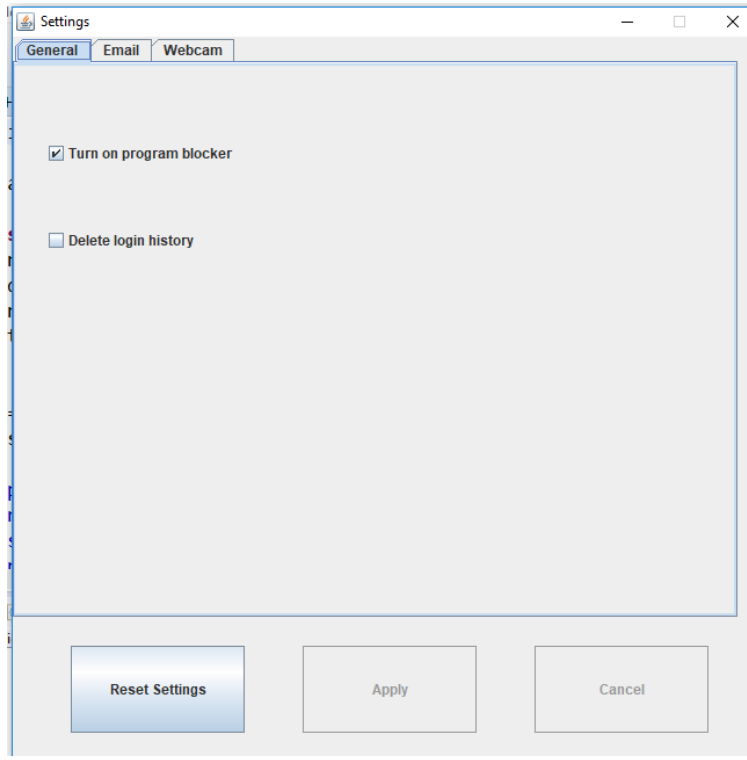 Settings
General Email Webcam
Turn on program blocker
Delete login history
Reset Settings Apply Cancel